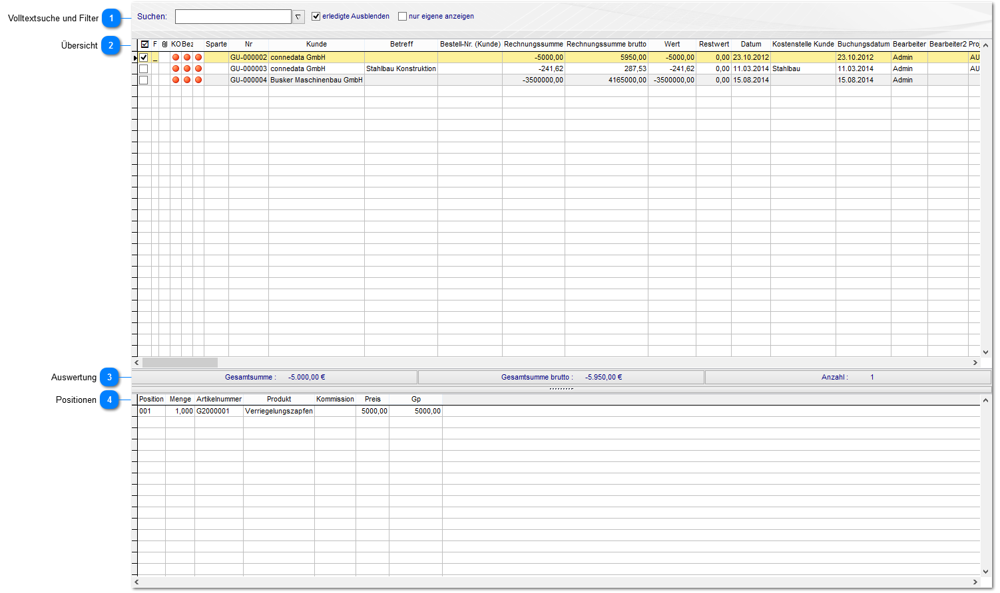 Volltextsuche und Filter 1 Suchen: erledigte Ausblenden nur eigene anzeigen
Übersicht 2 F KO Bez Sparte Nr Kunde Betreff Bestell-Nr. (Kunde) Rechnungssumme Rechnungssumme brutto Wert Restwert Datum Kostenstelle Kunde Buchungsdatum Bearbeiter Bearbeiter2 Proj
GU-000002 connedata GmbH -5000,00 5950,00 -5000,00 0,00 23.10.2012 23.10.2012 Admin AU
GU-000003 connedata GmbH Stahlbau Konstruktion -241,62 287,53 -241,62 0,00 11.03.2014 Stahlbau 11.03.2014 Admin AU
GU-000004 Busker Maschinenbau GmbH -3500000,00 4165000,00 -3500000,00 0,00 15.08.2014 15.08.2014 Admin
Auswertung 3 Gesamtsumme : -5.000,00 € Gesamtsumme brutto : -5.950,00 € Anzahl : 1
Positionen 4 Position Menge Artikelnummer Produkt Kommission Preis Gp
001 1,000 G2000001 Verriegelungszapfen 5000,00 5000,00